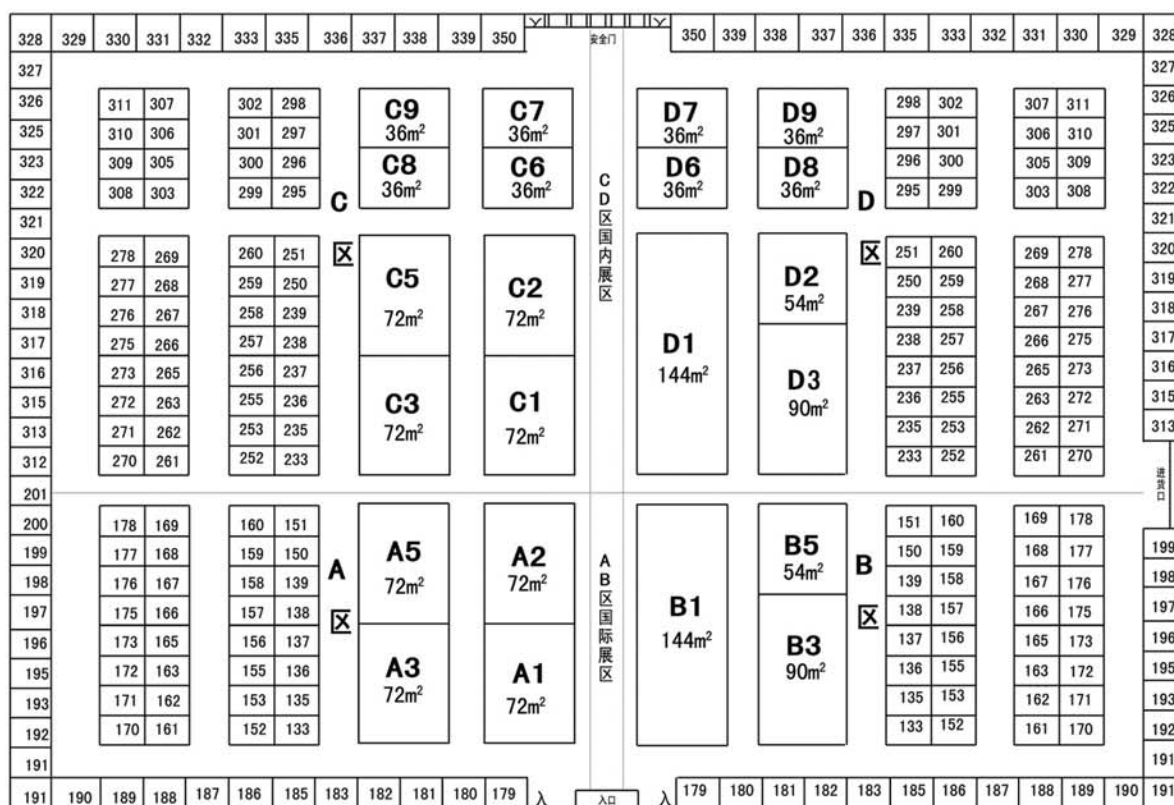 328 329 330 331 332 333 335 336 337 338 339 350 安全门 350 339 338 337 336 335 333 332 331 330 329 328
327 327
326 311 307 302 298 C9 36m² C7 36m² D7 36m² D9 36m² 298 302 307 311 326
325 310 306 301 297 297 301 306 310 325
323 309 305 300 296 C8 36m² C6 36m² D6 36m² D8 36m² 296 300 305 309 323
322 308 303 299 295 295 299 303 308 322
C区 CD区国内展区 D区
321 321
320 278 269 260 251 251 260 269 278 320
319 277 268 259 250 C5 72m² C2 72m² D2 54m² 250 259 268 277 319
318 276 267 258 239 239 258 267 276 318
317 275 266 257 238 238 257 266 275 317
316 273 265 256 237 D1 144m² D3 90m² 237 256 265 273 316
315 272 263 255 236 C3 72m² C1 72m² 236 255 263 272 315
313 271 262 253 235 235 253 262 271 313
312 270 261 252 233 233 252 261 270
201 进货口
200 178 169 160 151 151 160 169 178
199 177 168 159 150 A5 72m² A2 72m² B5 54m² 150 159 168 177 199
198 176 167 158 139 139 158 167 176 198
A区 AB区国际展区 B区
197 175 166 157 138 138 157 166 175 197
196 173 165 156 137 B1 144m² B3 90m² 137 156 165 173 196
195 172 163 155 136 A3 72m² A1 72m² 136 155 163 172 195
193 171 162 153 135 135 153 162 171 193
192 170 161 152 133 133 152 161 170 192
191 191
191 190 189 188 187 186 185 183 182 181 180 179 入 入口 入 179 180 181 182 183 185 186 187 188 189 190 191